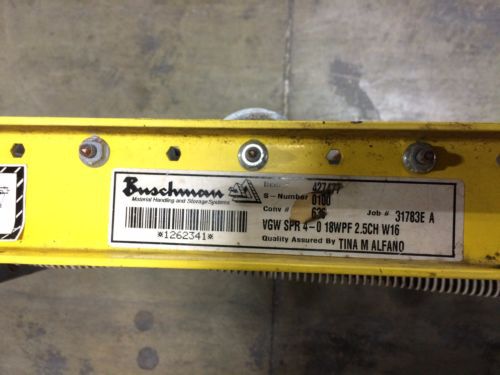 Buschman
Material Handling and Storage Systems
*1262341*
S-Number 0100
Conv # 636
Job # 31783E A
VGW SPR 4-0 18WPF 2.5CH W16
Quality Assured By TINA M ALFANO